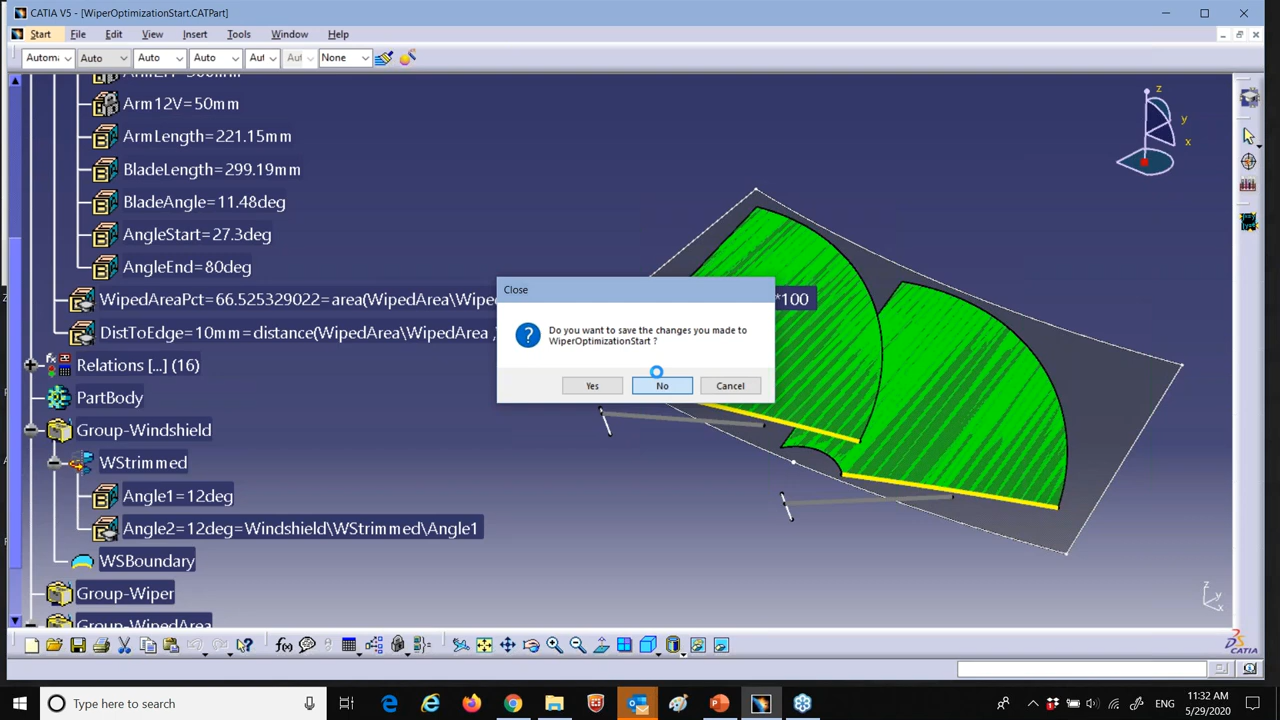 CATIA V5 - [WiperOptimizationStart.CATPart]
Start File Edit View Insert Tools Window Help
Autom Auto Auto Auto Aut Aut None
Arm12V=50mm
ArmLength=221.15mm
BladeLength=299.19mm
BladeAngle=11.48deg
AngleStart=27.3deg
AngleEnd=80deg
WipedAreaPct=66.525329022=area(WipedArea\Wipe *100
DistToEdge=10mm=distance(WipedArea\WipedArea ,
Relations [...] (16)
PartBody
Group-Windshield
WStrimmed
Angle1=12deg
Angle2=12deg=Windshield\WStrimmed\Angle1
WSBoundary
Group-Wiper
Group-WipedArea
Close
Do you want to save the changes you made to
WiperOptimizationStart ?
Yes No Cancel
z
y
x
z
y
x
CATIA
Type here to search
ENG
11:32 AM
5/29/2020